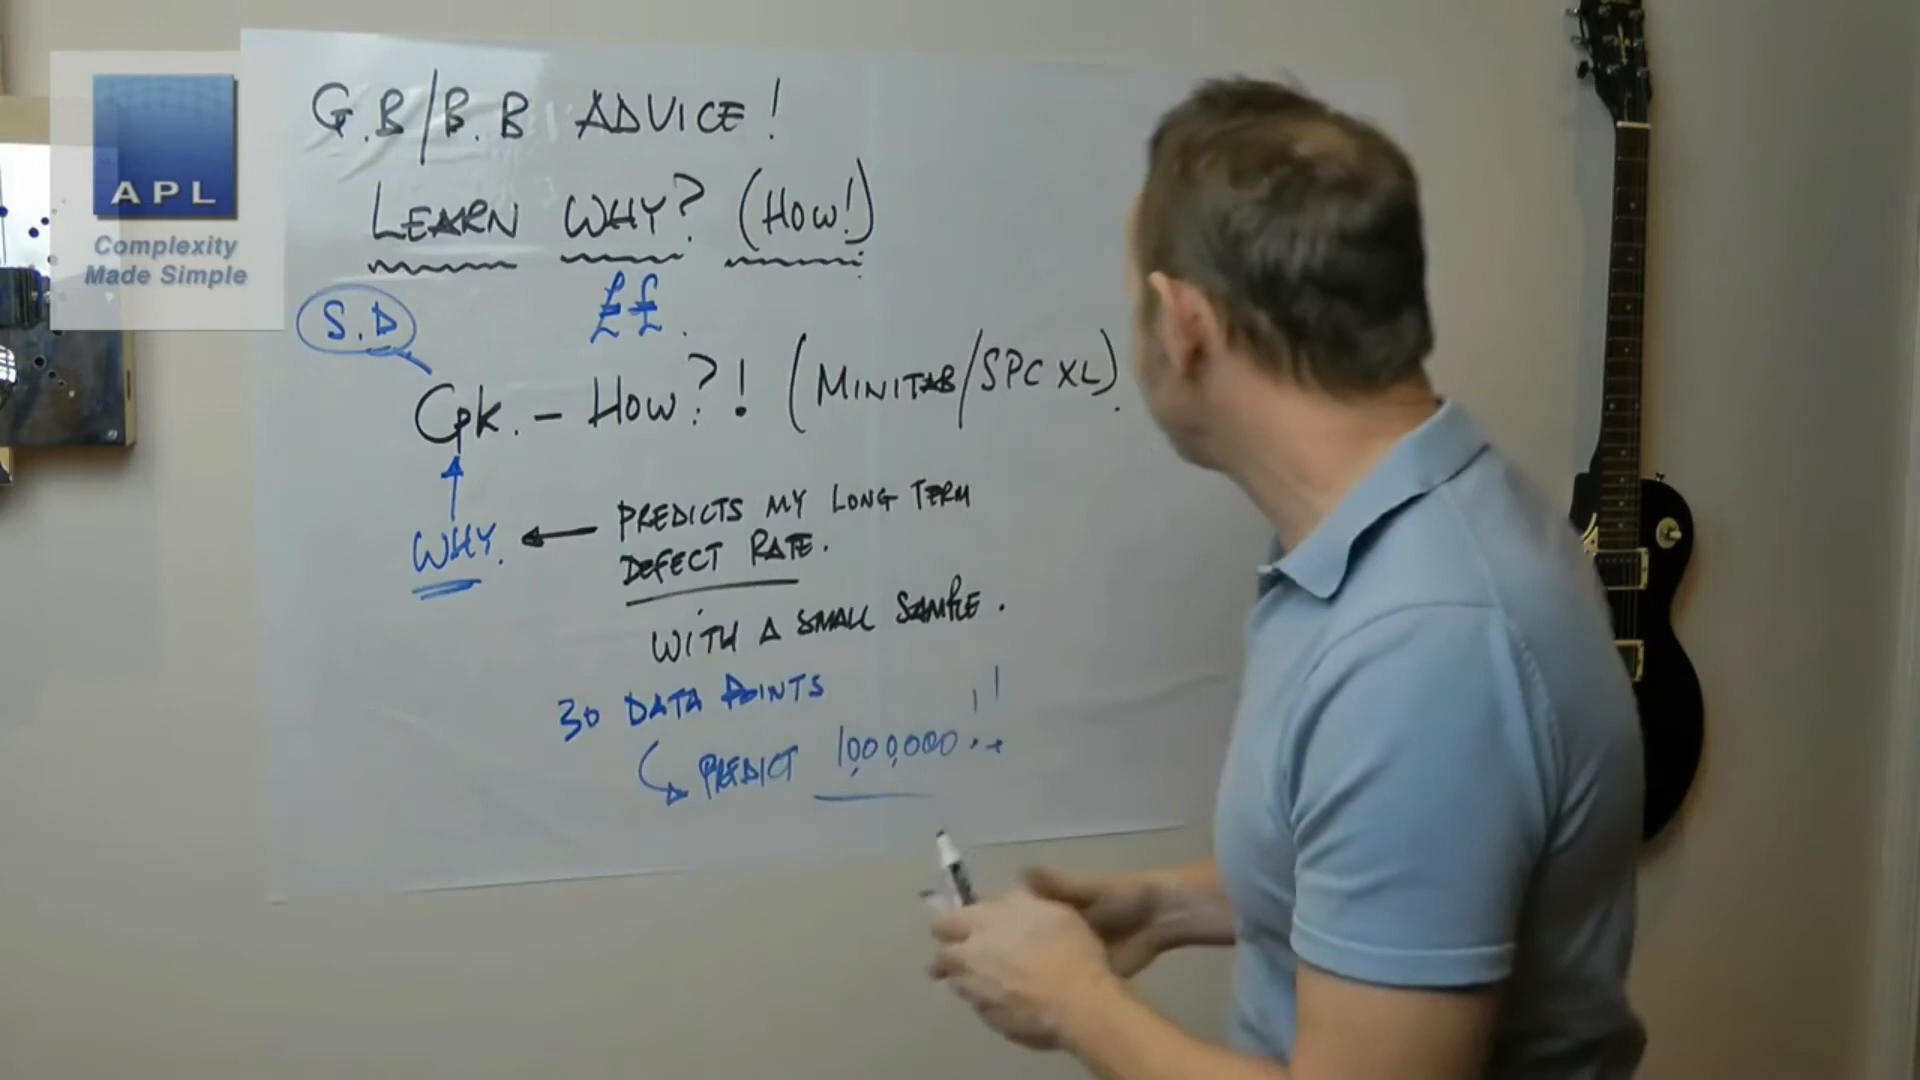 G.B/B.B ADVICE!
LEARN WHY? (HOW!)
££.
S.D
Cpk. - HOW?! (MINITAB/SPC XL).
WHY. ← PREDICTS MY LONG TERM
DEFECT RATE.
WITH A SMALL SAMPLE.
30 DATA POINTS
PREDICT 1,000,000!!
APL
Complexity
Made Simple